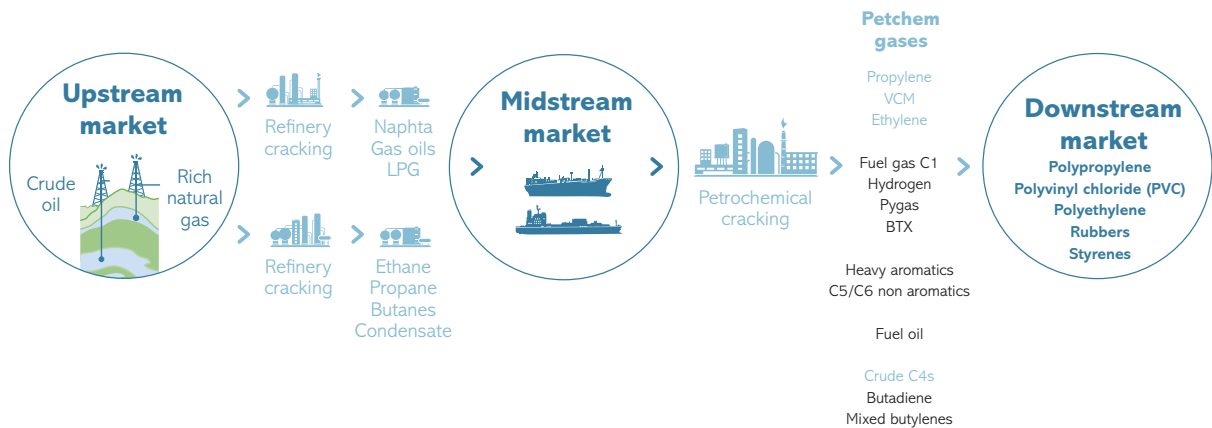 Upstream
market
Crude
oil
Rich
natural
gas
Refinery
cracking
Naphta
Gas oils
LPG
Refinery
cracking
Ethane
Propane
Butanes
Condensate
Midstream
market
Petrochemical
cracking
Petchem
gases
Propylene
VCM
Ethylene
Fuel gas C1
Hydrogen
Pygas
BTX
Heavy aromatics
C5/C6 non aromatics
Fuel oil
Crude C4s
Butadiene
Mixed butylenes
Downstream
market
Polypropylene
Polyvinyl chloride (PVC)
Polyethylene
Rubbers
Styrenes